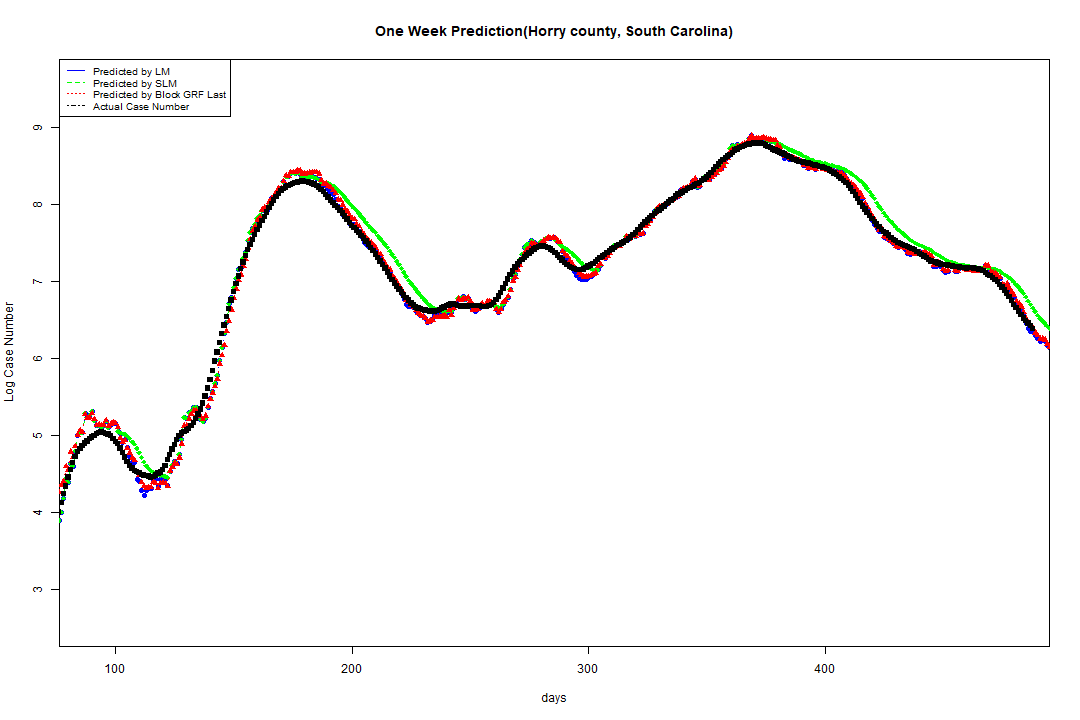 One Week Prediction(Horry county, South Carolina)
Predicted by LM
Predicted by SLM
Predicted by Block GRF Last
Actual Case Number
9
8
7
6
5
4
3
Log Case Number
100 200 300 400
days